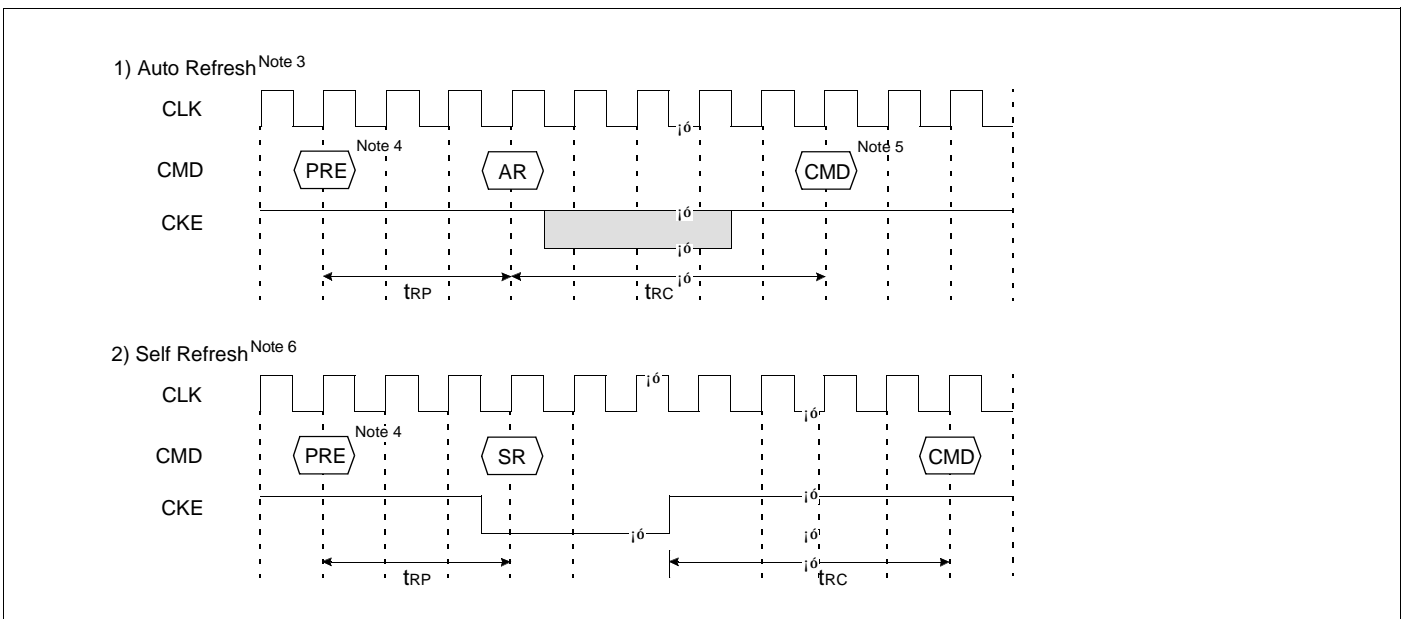 1) Auto Refresh Note 3
CLK
¡ó
CMD PRE Note 4 AR CMD Note 5
CKE ¡ó
¡ó
tRP tRC ¡ó
2) Self Refresh Note 6
CLK ¡ó
¡ó
CMD PRE Note 4 SR CMD
CKE ¡ó
¡ó ¡ó
tRP ¡ó tRC